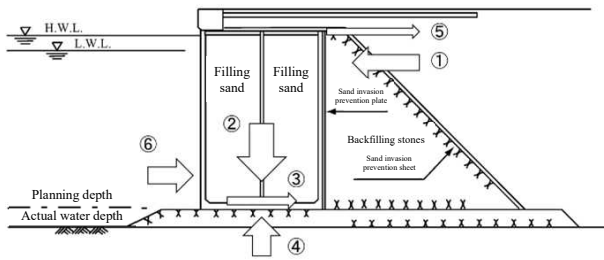 H.W.L.
L.W.L.
⑤
①
Filling
sand
Filling
sand
Sand invasion
prevention plate
②
Backfilling stones
⑥
Sand invasion
prevention sheet
③
Planning depth
Actual water depth
④